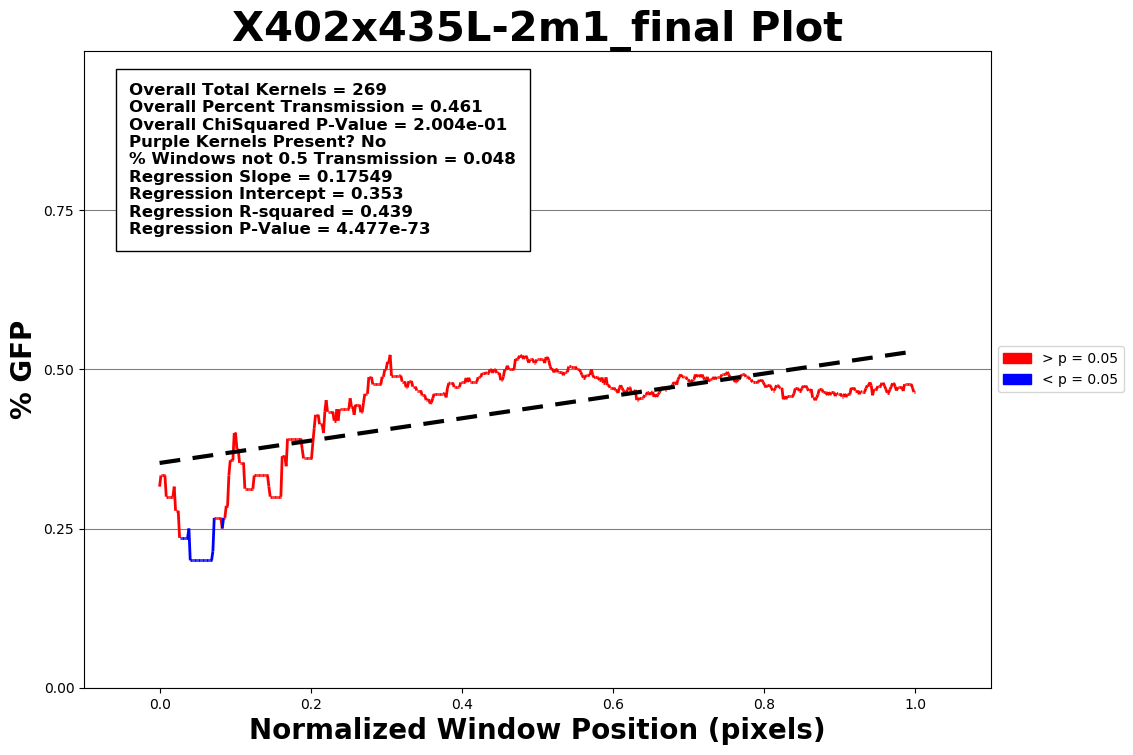 X402x435L-2m1_final Plot
Overall Total Kernels = 269
Overall Percent Transmission = 0.461
Overall ChiSquared P-Value = 2.004e-01
Purple Kernels Present? No
% Windows not 0.5 Transmission = 0.048
Regression Slope = 0.17549
Regression Intercept = 0.353
Regression R-squared = 0.439
Regression P-Value = 4.477e-73
% GFP
0.75
0.50
0.25
0.00
> p = 0.05
< p = 0.05
0.0 0.2 0.4 0.6 0.8 1.0
Normalized Window Position (pixels)